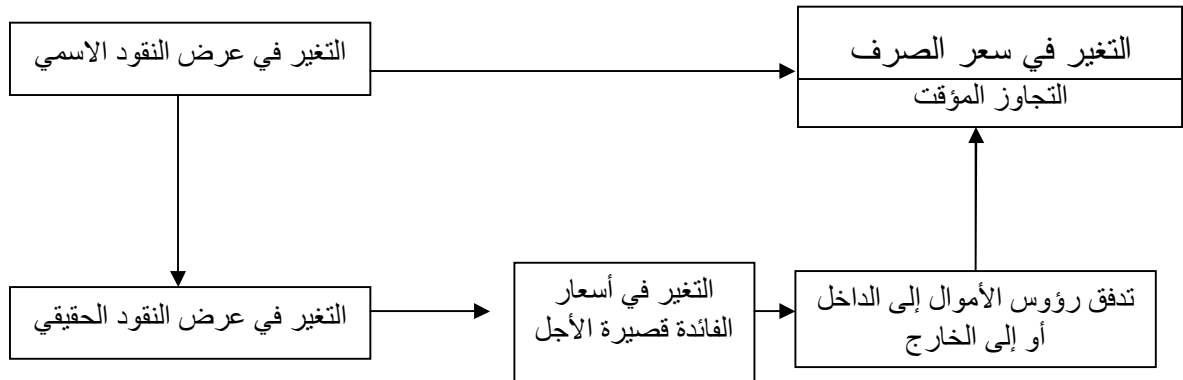 التغير في سعر الصرف
التجاوز المؤقت
التغير في عرض النقود الاسمي
تدفق رؤوس الأموال إلى الداخل
أو إلى الخارج
التغير في أسعار
الفائدة قصيرة الأجل
التغير في عرض النقود الحقيقي